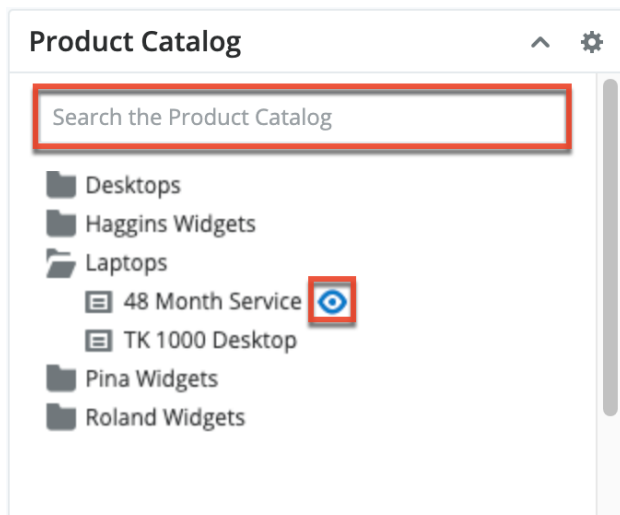 Product Catalog
Search the Product Catalog
Desktops
Haggins Widgets
Laptops
48 Month Service
TK 1000 Desktop
Pina Widgets
Roland Widgets